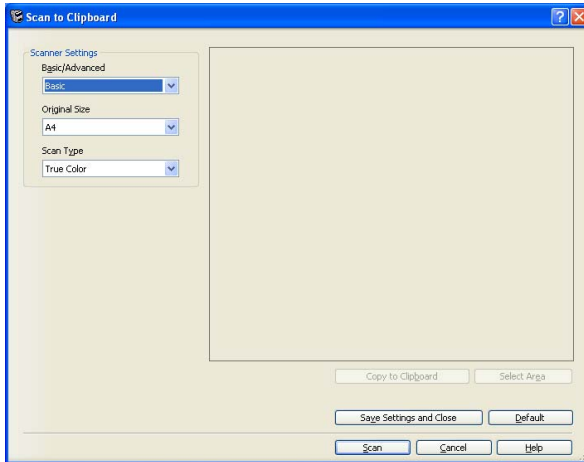 Scan to Clipboard
Scanner Settings
Basic/Advanced
Basic
Original Size
A4
Scan Type
True Color
Copy to Clipboard Select Area
Save Settings and Close Default
Scan Cancel Help